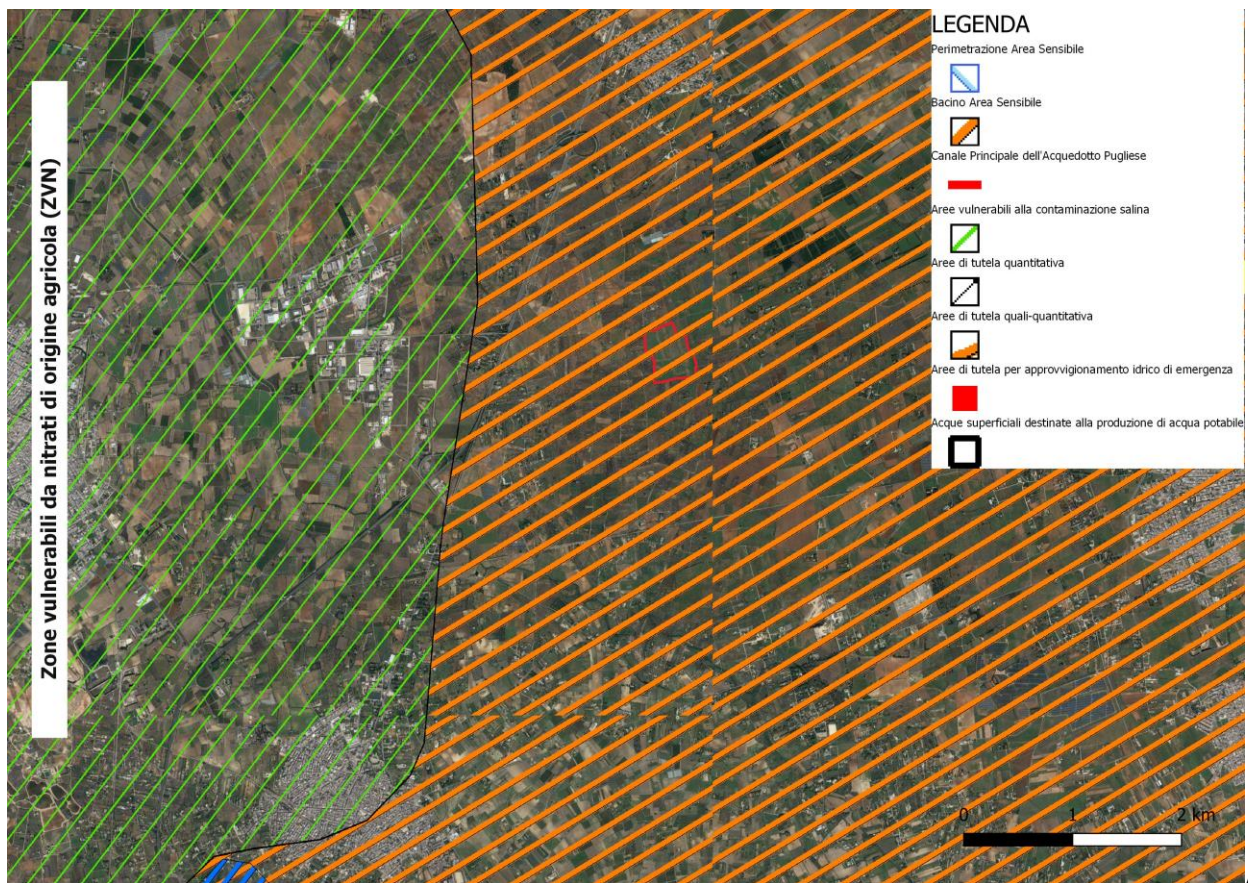 Zone vulnerabili da nitrati di origine agricola (ZVN)
LEGENDA
Perimetrazione Area Sensibile
Bacino Area Sensibile
Canale Principale dell'Acquedotto Pugliese
Aree vulnerabili alla contaminazione salina
Aree di tutela quantitativa
Aree di tutela quali-quantitativa
Aree di tutela per approvvigionamento idrico di emergenza
Acque superficiali destinate alla produzione di acqua potabile
0 1 2 km